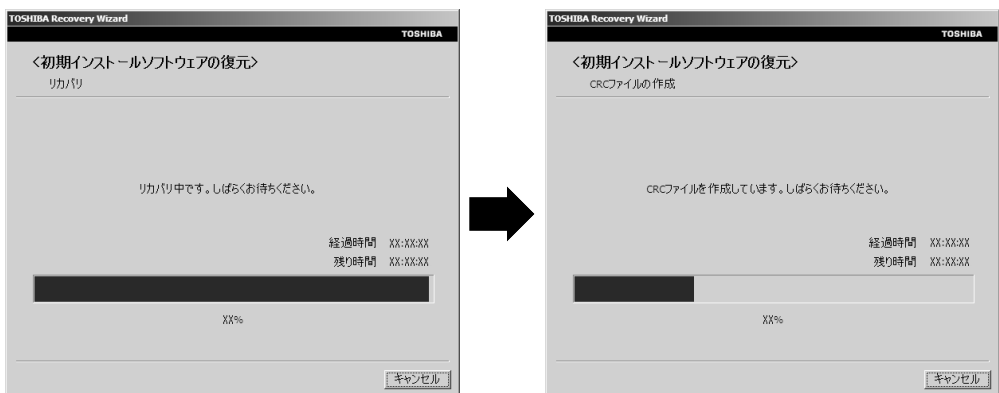 TOSHIBA Recovery Wizard
TOSHIBA
<初期インストールソフトウェアの復元>
リカバリ
リカバリ中です。しばらくお待ちください。
経過時間 XX:XX:XX
残り時間 XX:XX:XX
XX%
キャンセル
TOSHIBA Recovery Wizard
TOSHIBA
<初期インストールソフトウェアの復元>
CRCファイルの作成
CRCファイルを作成しています。しばらくお待ちください。
経過時間 XX:XX:XX
残り時間 XX:XX:XX
XX%
キャンセル